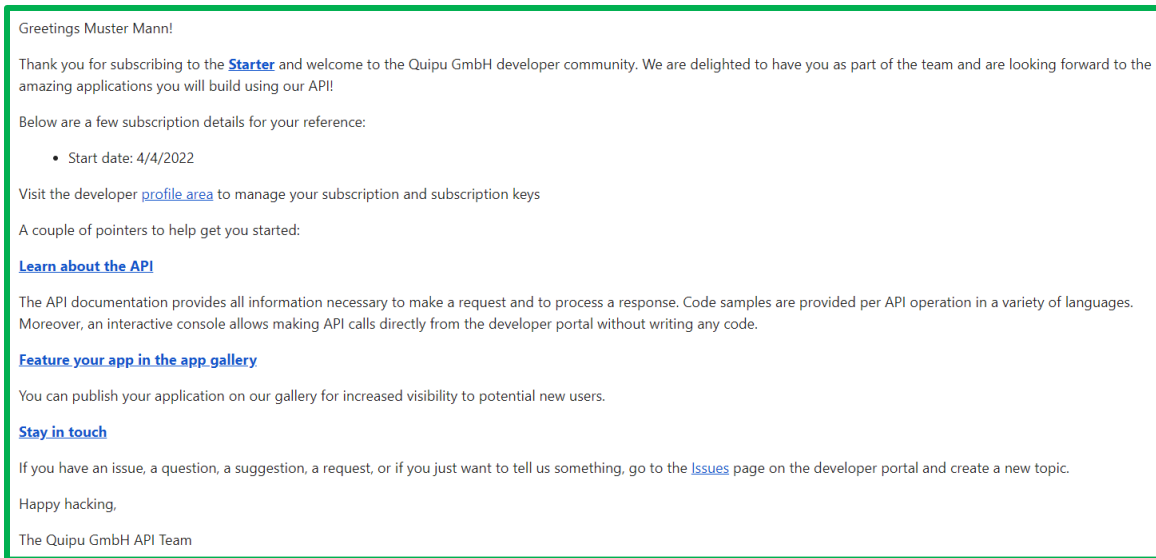 Greetings Muster Mann!
Thank you for subscribing to the Starter and welcome to the Quipu GmbH developer community. We are delighted to have you as part of the team and are looking forward to the
amazing applications you will build using our API!
Below are a few subscription details for your reference:
• Start date: 4/4/2022
Visit the developer profile area to manage your subscription and subscription keys
A couple of pointers to help get you started:
Learn about the API
The API documentation provides all information necessary to make a request and to process a response. Code samples are provided per API operation in a variety of languages.
Moreover, an interactive console allows making API calls directly from the developer portal without writing any code.
Feature your app in the app gallery
You can publish your application on our gallery for increased visibility to potential new users.
Stay in touch
If you have an issue, a question, a suggestion, a request, or if you just want to tell us something, go to the Issues page on the developer portal and create a new topic.
Happy hacking,
The Quipu GmbH API Team